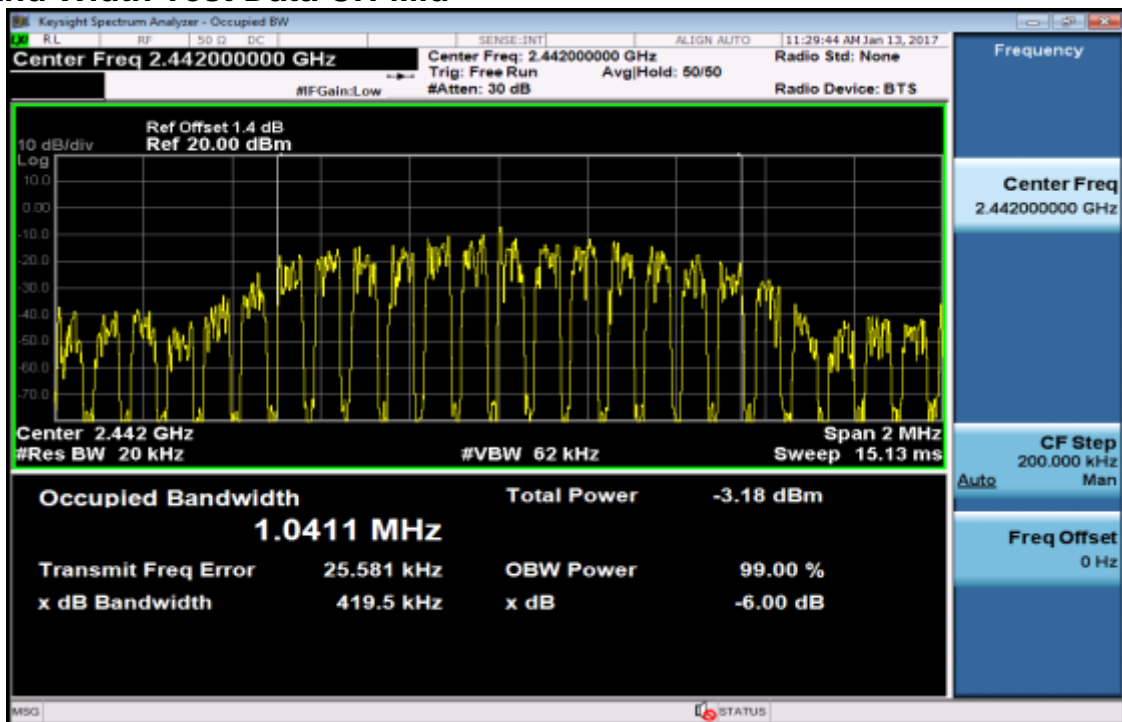 Keysight Spectrum Analyzer - Occupied BW
RL RF 50 Ω DC SENSE:INT ALIGN AUTO 11:29:44 AM Jan 13, 2017
Center Freq 2.442000000 GHz
Center Freq: 2.442000000 GHz
Radio Std: None
Trig: Free Run Avg|Hold: 50/50
#IFGain:Low
#Atten: 30 dB
Radio Device: BTS
Frequency
Ref Offset 1.4 dB
10 dB/div Ref 20.00 dBm
Log
10.0
0.00
-10.0
-20.0
-30.0
-40.0
-50.0
-60.0
-70.0
Center 2.442 GHz Span 2 MHz
#Res BW 20 kHz #VBW 62 kHz Sweep 15.13 ms
Occupied Bandwidth Total Power -3.18 dBm
1.0411 MHz
Transmit Freq Error 25.581 kHz OBW Power 99.00 %
x dB Bandwidth 419.5 kHz x dB -6.00 dB
Center Freq
2.442000000 GHz
CF Step
200.000 kHz
Auto Man
Freq Offset
0 Hz
MSG STATUS